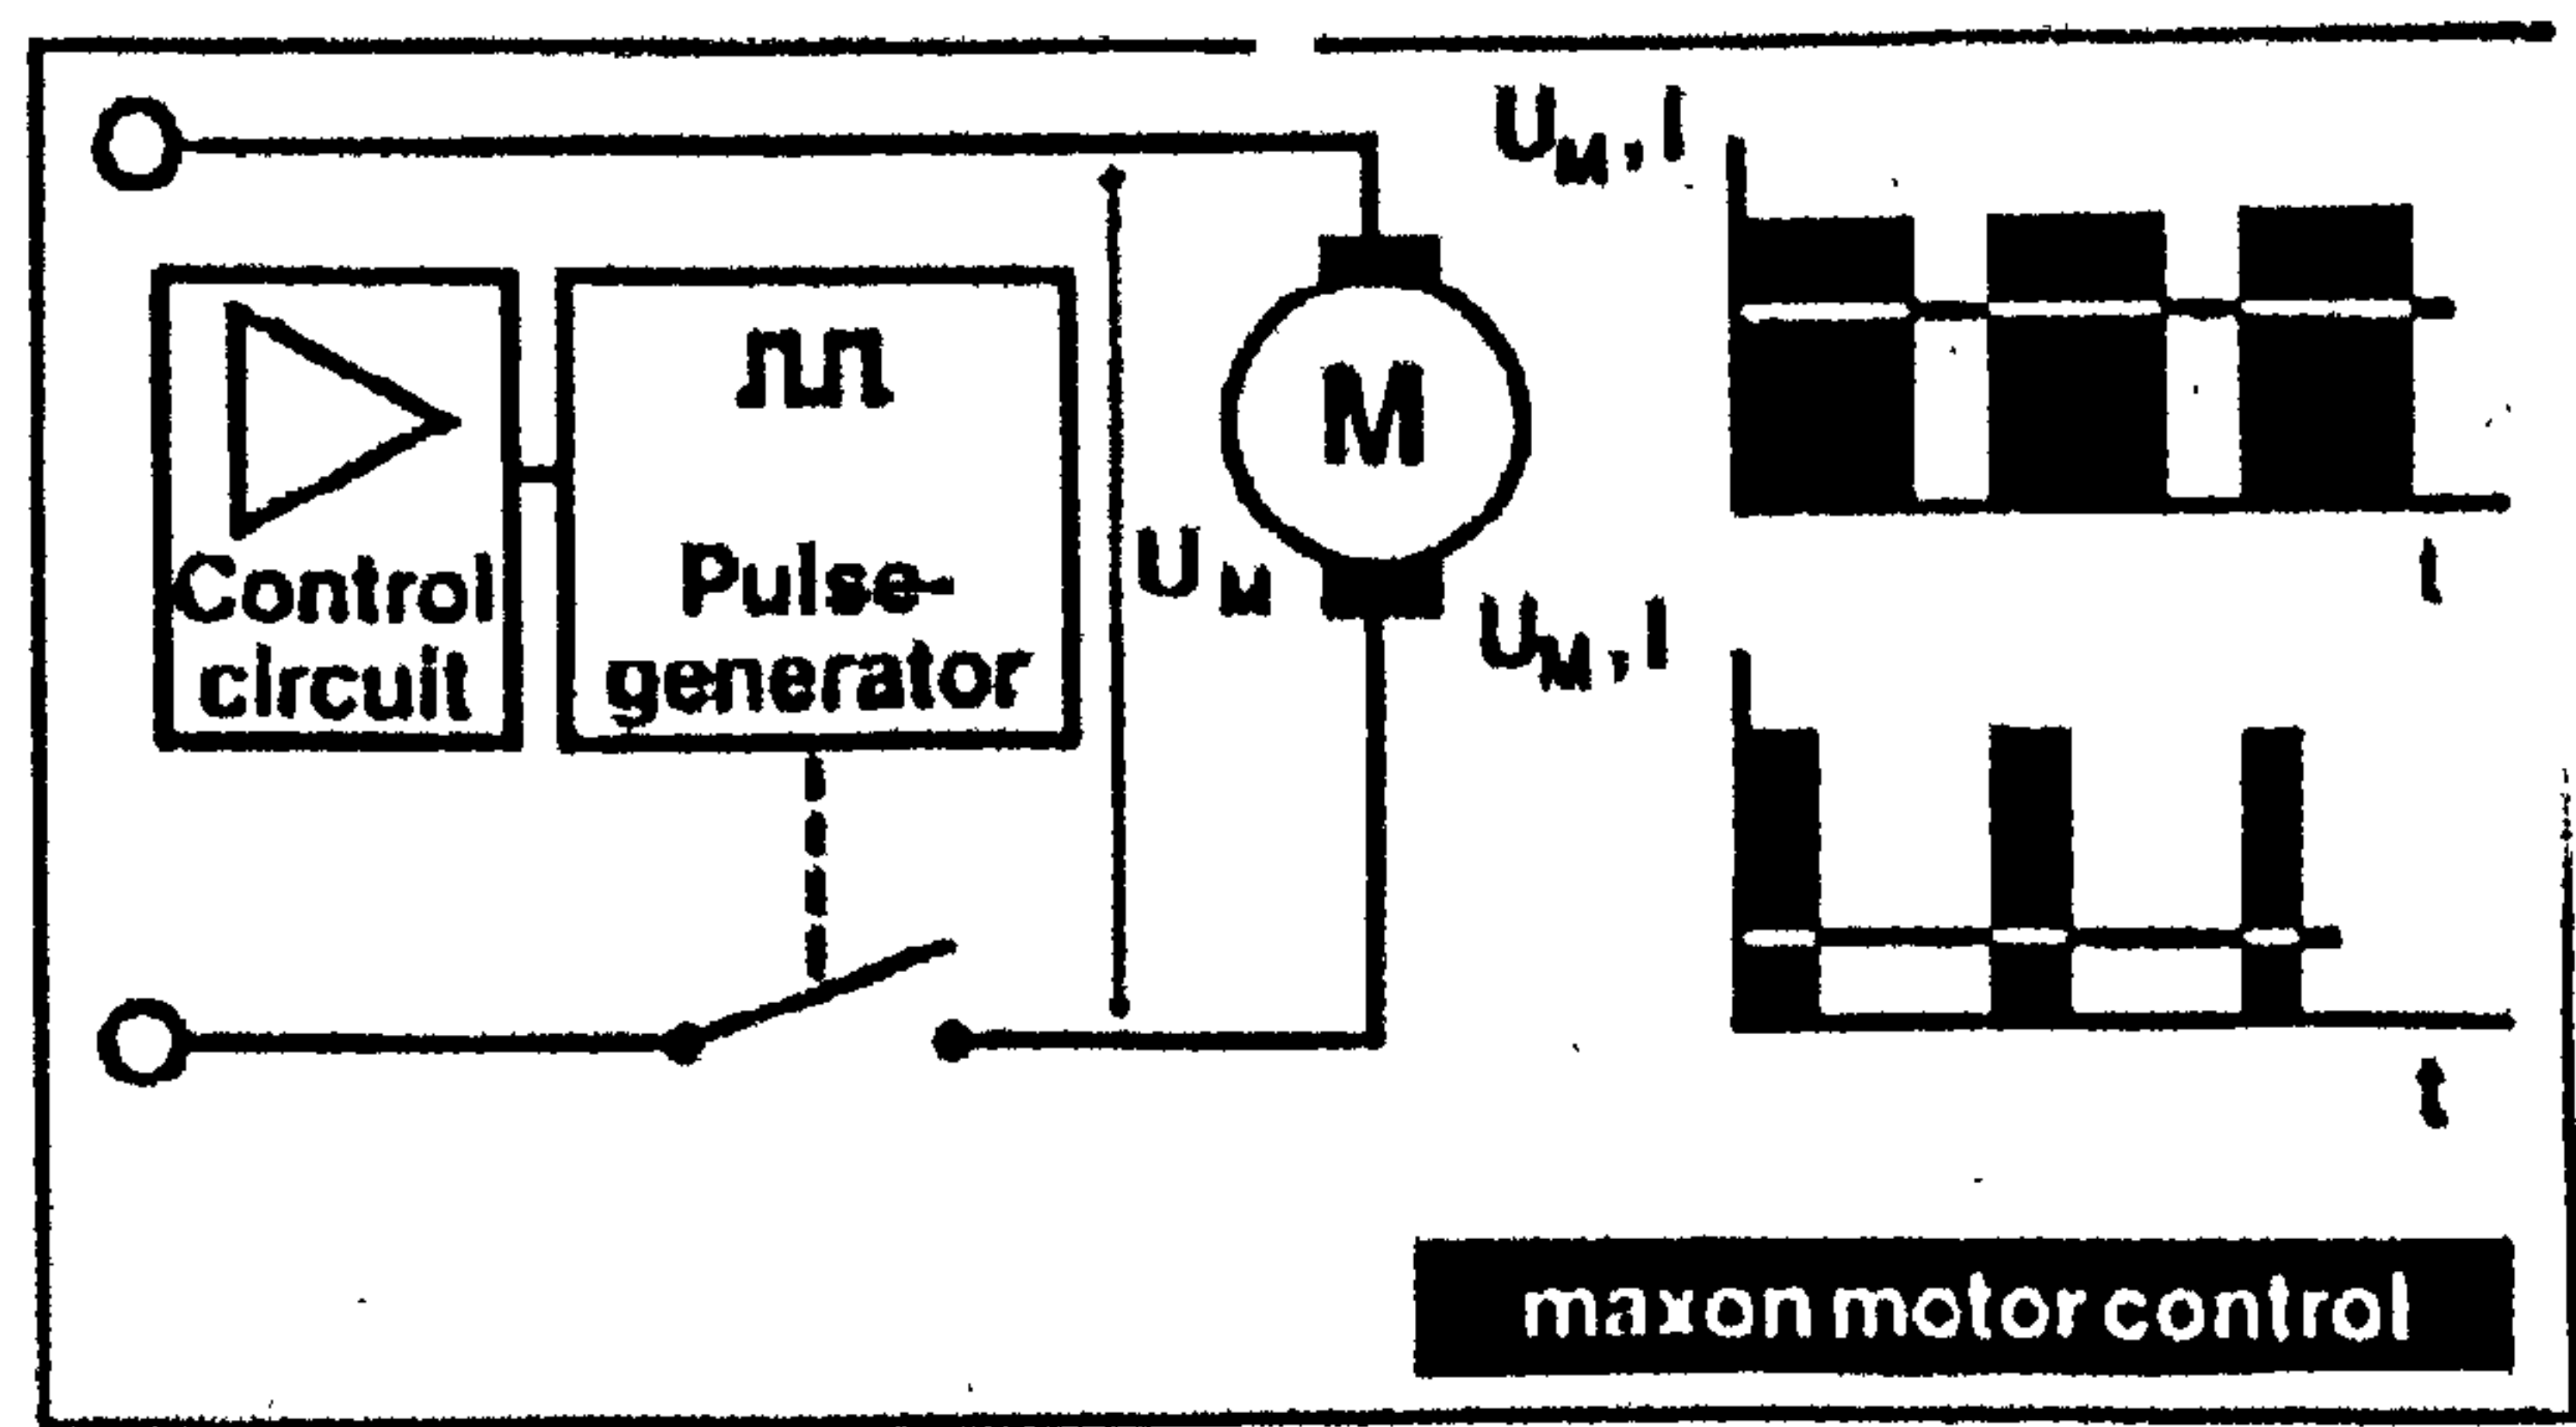 Control
circuit
Pulse-
generator
U_M
M
U_M, I
t
U_M, I
t
maxon motor control